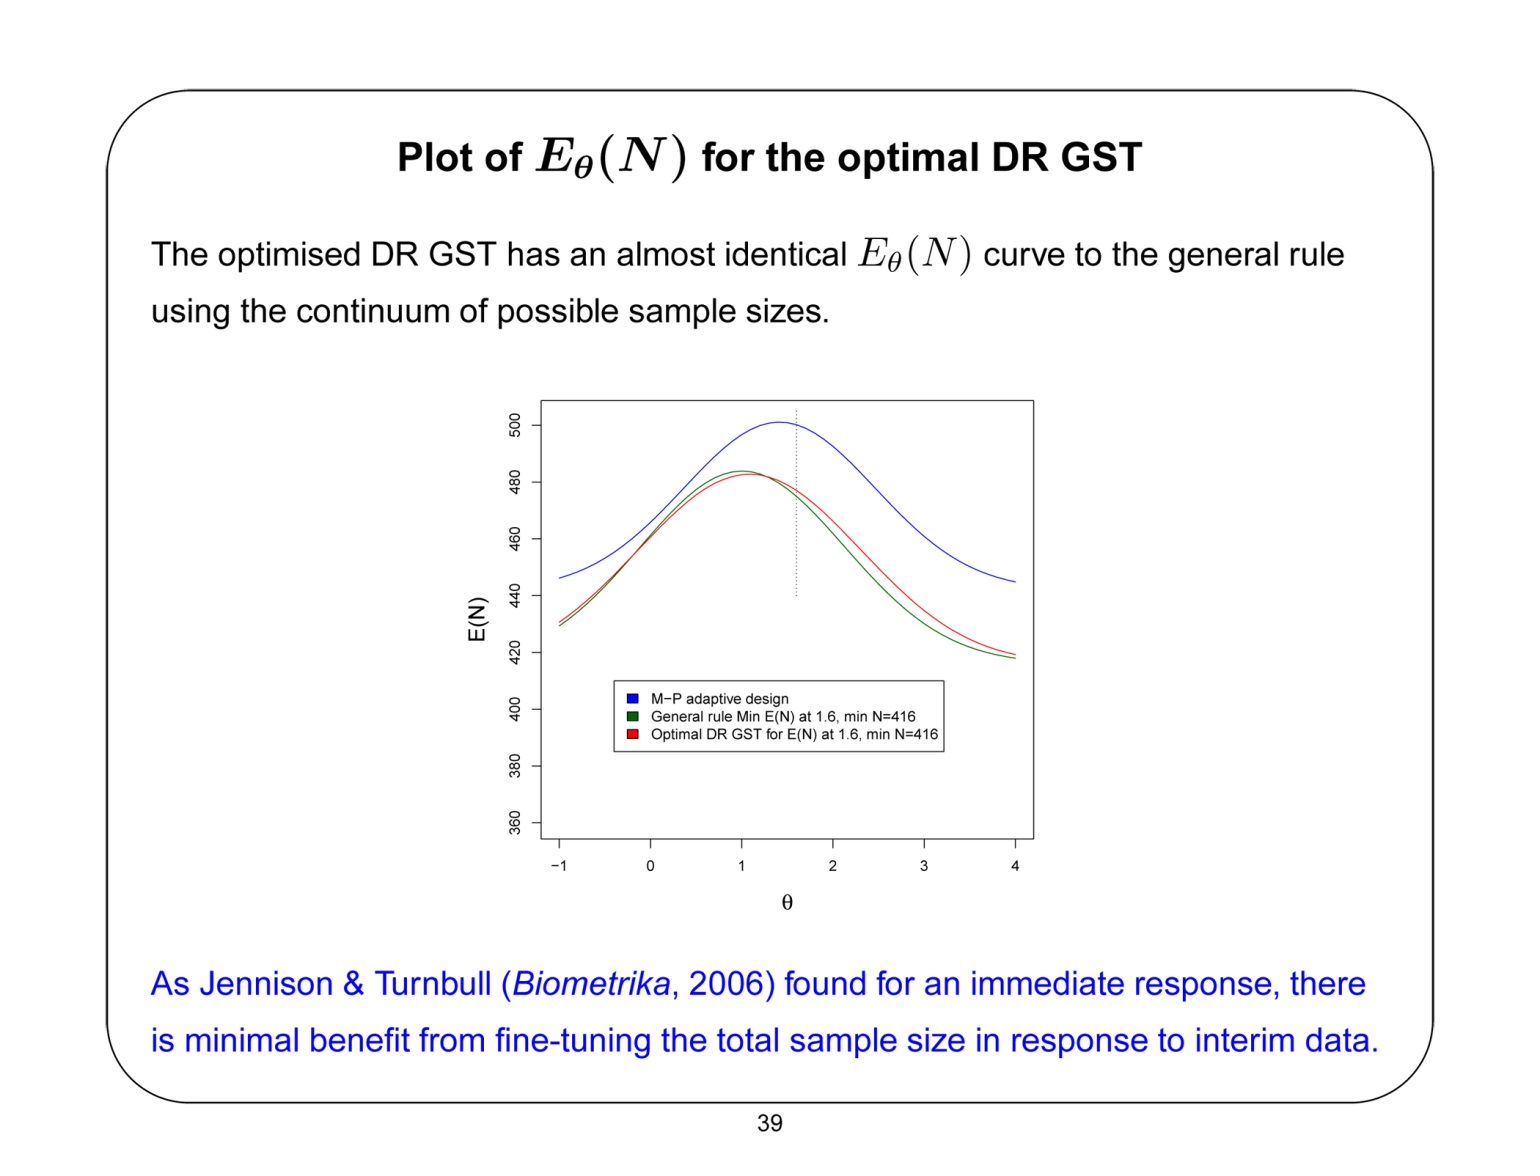 Plot of E_θ(N) for the optimal DR GST
The optimised DR GST has an almost identical E_θ(N) curve to the general rule
using the continuum of possible sample sizes.
500
480
460
440
420
400
380
360
E(N)
M−P adaptive design
General rule Min E(N) at 1.6, min N=416
Optimal DR GST for E(N) at 1.6, min N=416
−1 0 1 2 3 4
θ
As Jennison & Turnbull (Biometrika, 2006) found for an immediate response, there
is minimal benefit from fine-tuning the total sample size in response to interim data.
39